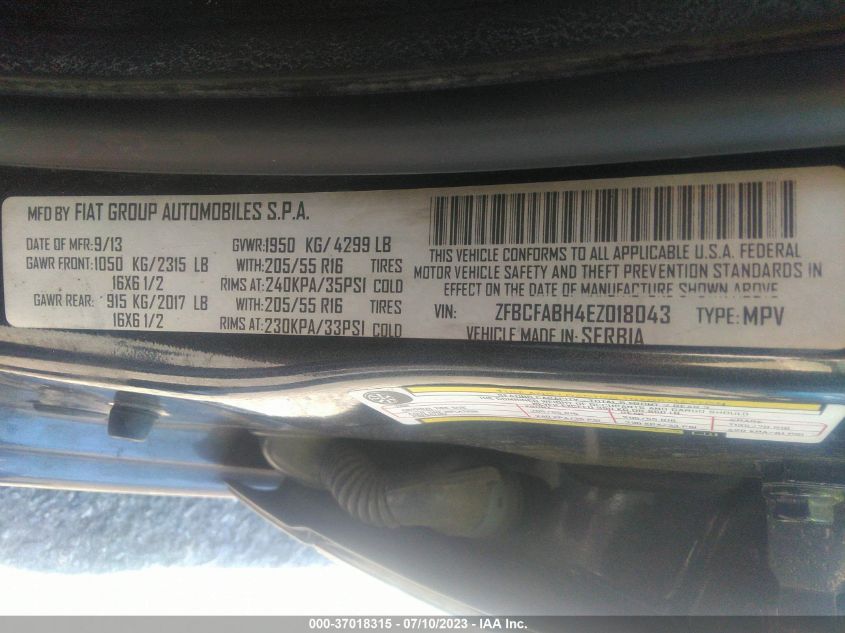 MFD BY FIAT GROUP AUTOMOBILES S.P.A.
DATE OF MFR: 9/13 GVWR: 1950 KG/ 4299 LB
GAWR FRONT: 1050 KG/2315 LB WITH: 205/55 R16 TIRES
16X6 1/2 RIMS AT: 240KPA/35PSI COLD
GAWR REAR: 915 KG/2017 LB WITH: 205/55 R16 TIRES
16X6 1/2 RIMS AT: 230KPA/33PSI COLD
THIS VEHICLE CONFORMS TO ALL APPLICABLE U.S.A. FEDERAL
MOTOR VEHICLE SAFETY AND THEFT PREVENTION STANDARDS IN
EFFECT ON THE DATE OF MANUFACTURE SHOWN ABOVE
VIN: ZFBCFABH4EZ018043 TYPE: MPV
VEHICLE MADE IN: SERBIA
000-37018315 - 07/10/2023 - IAA Inc.